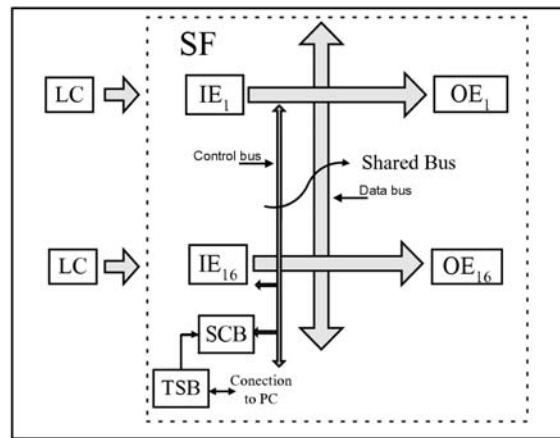 SF
LC
IE1
OE1
Control bus
Shared Bus
Data bus
LC
IE16
OE16
SCB
TSB
Conection
to PC